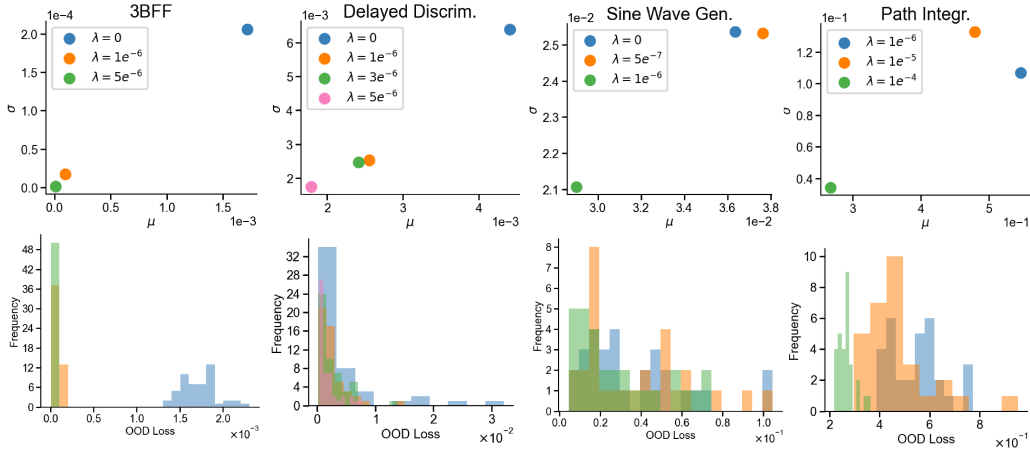 3BFF
1e−4
λ = 0
λ = 1e⁻⁶
λ = 5e⁻⁶
2.0
1.5
1.0
0.5
0.0
σ
0.0 0.5 1.0 1.5
μ
1e−3
Delayed Discrim.
1e−3
λ = 0
λ = 1e⁻⁶
λ = 3e⁻⁶
λ = 5e⁻⁶
6
5
4
3
2
σ
2 3 4
μ
1e−3
Sine Wave Gen.
1e−2
λ = 0
λ = 5e⁻⁷
λ = 1e⁻⁶
2.5
2.4
2.3
2.2
2.1
σ
3.0 3.2 3.4 3.6 3.8
μ
1e−2
Path Integr.
1e−1
λ = 1e⁻⁶
λ = 1e⁻⁵
λ = 1e⁻⁴
1.2
1.0
0.8
0.6
0.4
σ
3 4 5
μ
1e−1
Frequency
48
42
36
30
24
18
12
6
0
0.0 0.5 1.0 1.5 2.0
OOD Loss
×10⁻³
Frequency
32
28
24
20
16
12
8
4
0
0 1 2 3
OOD Loss
×10⁻²
Frequency
8
7
6
5
4
3
2
1
0
0.0 0.2 0.4 0.6 0.8 1.0
OOD Loss
×10⁻¹
Frequency
10
8
6
4
2
0
2 4 6 8
OOD Loss
×10⁻¹